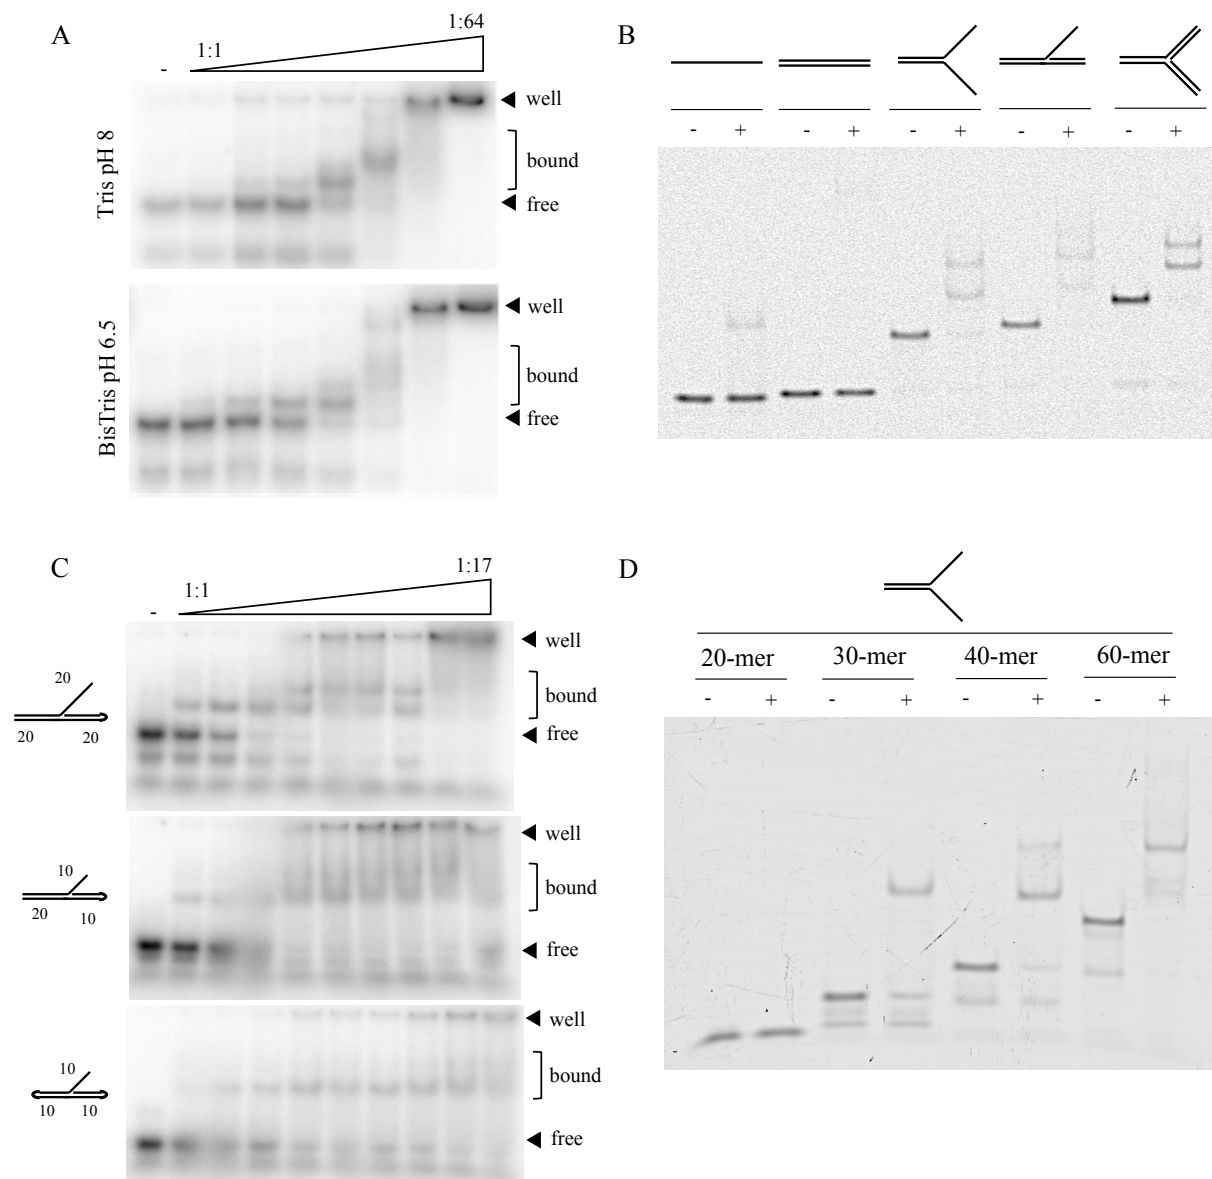 A
1:64
1:1
-
Tris pH 8
well
bound
free
BisTris pH 6.5
well
bound
free
B
- + - + - + - + - +
C
1:17
1:1
-
20
20 20
well
bound
free
10
20 10
well
bound
free
10
10 10
well
bound
free
D
20-mer 30-mer 40-mer 60-mer
- + - + - + - +